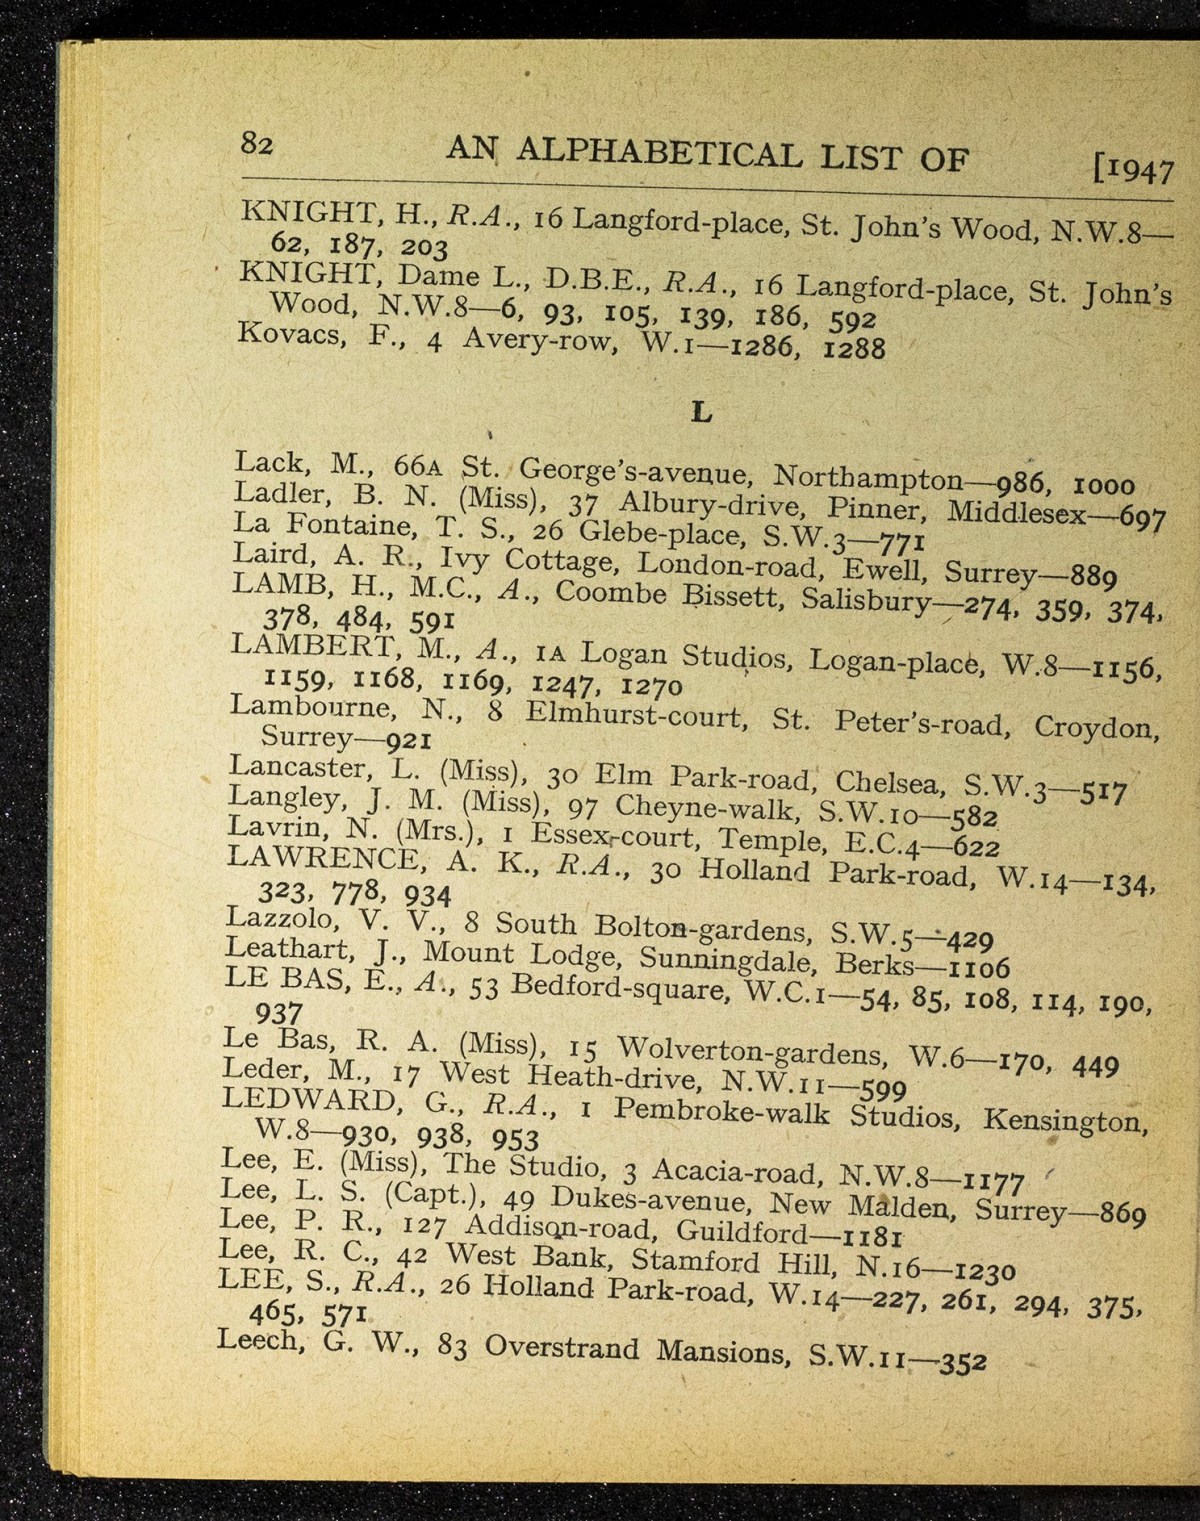 82 AN ALPHABETICAL LIST OF [1947
KNIGHT, H., R.A., 16 Langford-place, St. John's Wood, N.W.8—
62, 187, 203
KNIGHT, Dame L., D.B.E., R.A., 16 Langford-place, St. John's
Wood, N.W.8—6, 93, 105, 139, 186, 592
Kovacs, F., 4 Avery-row, W.1—1286, 1288
L
Lack, M., 66A St. George's-avenue, Northampton—986, 1000
Ladler, B. N. (Miss), 37 Albury-drive, Pinner, Middlesex—697
La Fontaine, T. S., 26 Glebe-place, S.W.3—771
Laird, A. R., Ivy Cottage, London-road, Ewell, Surrey—889
LAMB, H., M.C., A., Coombe Bissett, Salisbury—274, 359, 374,
378, 484, 591
LAMBERT, M., A., 1A Logan Studios, Logan-place, W.8—1156,
1159, 1168, 1169, 1247, 1270
Lambourne, N., 8 Elmhurst-court, St. Peter's-road, Croydon,
Surrey—921
Lancaster, L. (Miss), 30 Elm Park-road, Chelsea, S.W.3—517
Langley, J. M. (Miss), 97 Cheyne-walk, S.W.10—582
Lavrin, N. (Mrs.), 1 Essex-court, Temple, E.C.4—622
LAWRENCE, A. K., R.A., 30 Holland Park-road, W.14—134,
323, 778, 934
Lazzolo, V. V., 8 South Bolton-gardens, S.W.5—429
Leathart, J., Mount Lodge, Sunningdale, Berks—1106
LE BAS, E., A., 53 Bedford-square, W.C.1—54, 85, 108, 114, 190,
937
Le Bas, R. A. (Miss), 15 Wolverton-gardens, W.6—170, 449
Leder, M., 17 West Heath-drive, N.W.11—599
LEDWARD, G., R.A., 1 Pembroke-walk Studios, Kensington,
W.8—930, 938, 953
Lee, E. (Miss), The Studio, 3 Acacia-road, N.W.8—1177
Lee, L. S. (Capt.), 49 Dukes-avenue, New Malden, Surrey—869
Lee, P. R., 127 Addison-road, Guildford—1181
Lee, R. C., 42 West Bank, Stamford Hill, N.16—1230
LEE, S., R.A., 26 Holland Park-road, W.14—227, 261, 294, 375,
465, 571
Leech, G. W., 83 Overstrand Mansions, S.W.11—352